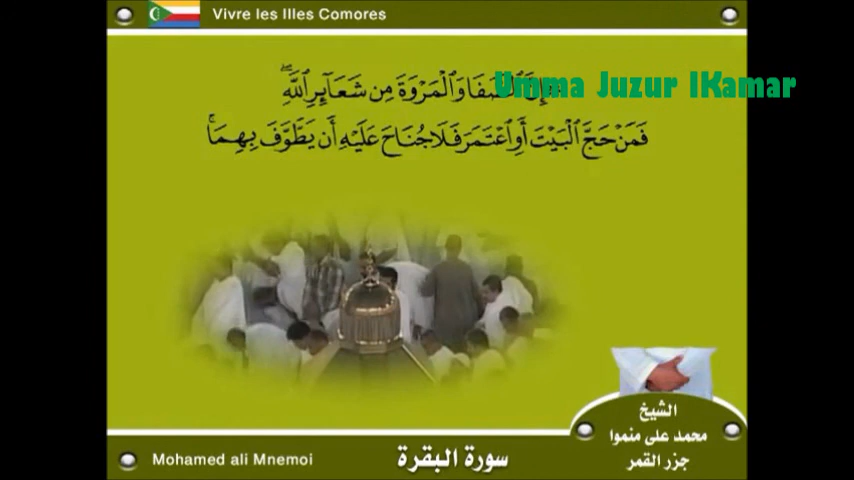 Vivre les Illes Comores
Umma Juzur lKamar
إِنَّ ٱلصَّفَا وَٱلْمَرْوَةَ مِن شَعَآئِرِ ٱللَّهِ ۖ
فَمَنْ حَجَّ ٱلْبَيْتَ أَوِ ٱعْتَمَرَ فَلَا جُنَاحَ عَلَيْهِ أَن يَطَّوَّفَ بِهِمَا ۚ
الشيخ
محمد على منموا
جزر القمر
Mohamed ali Mnemoi
سورة البقرة